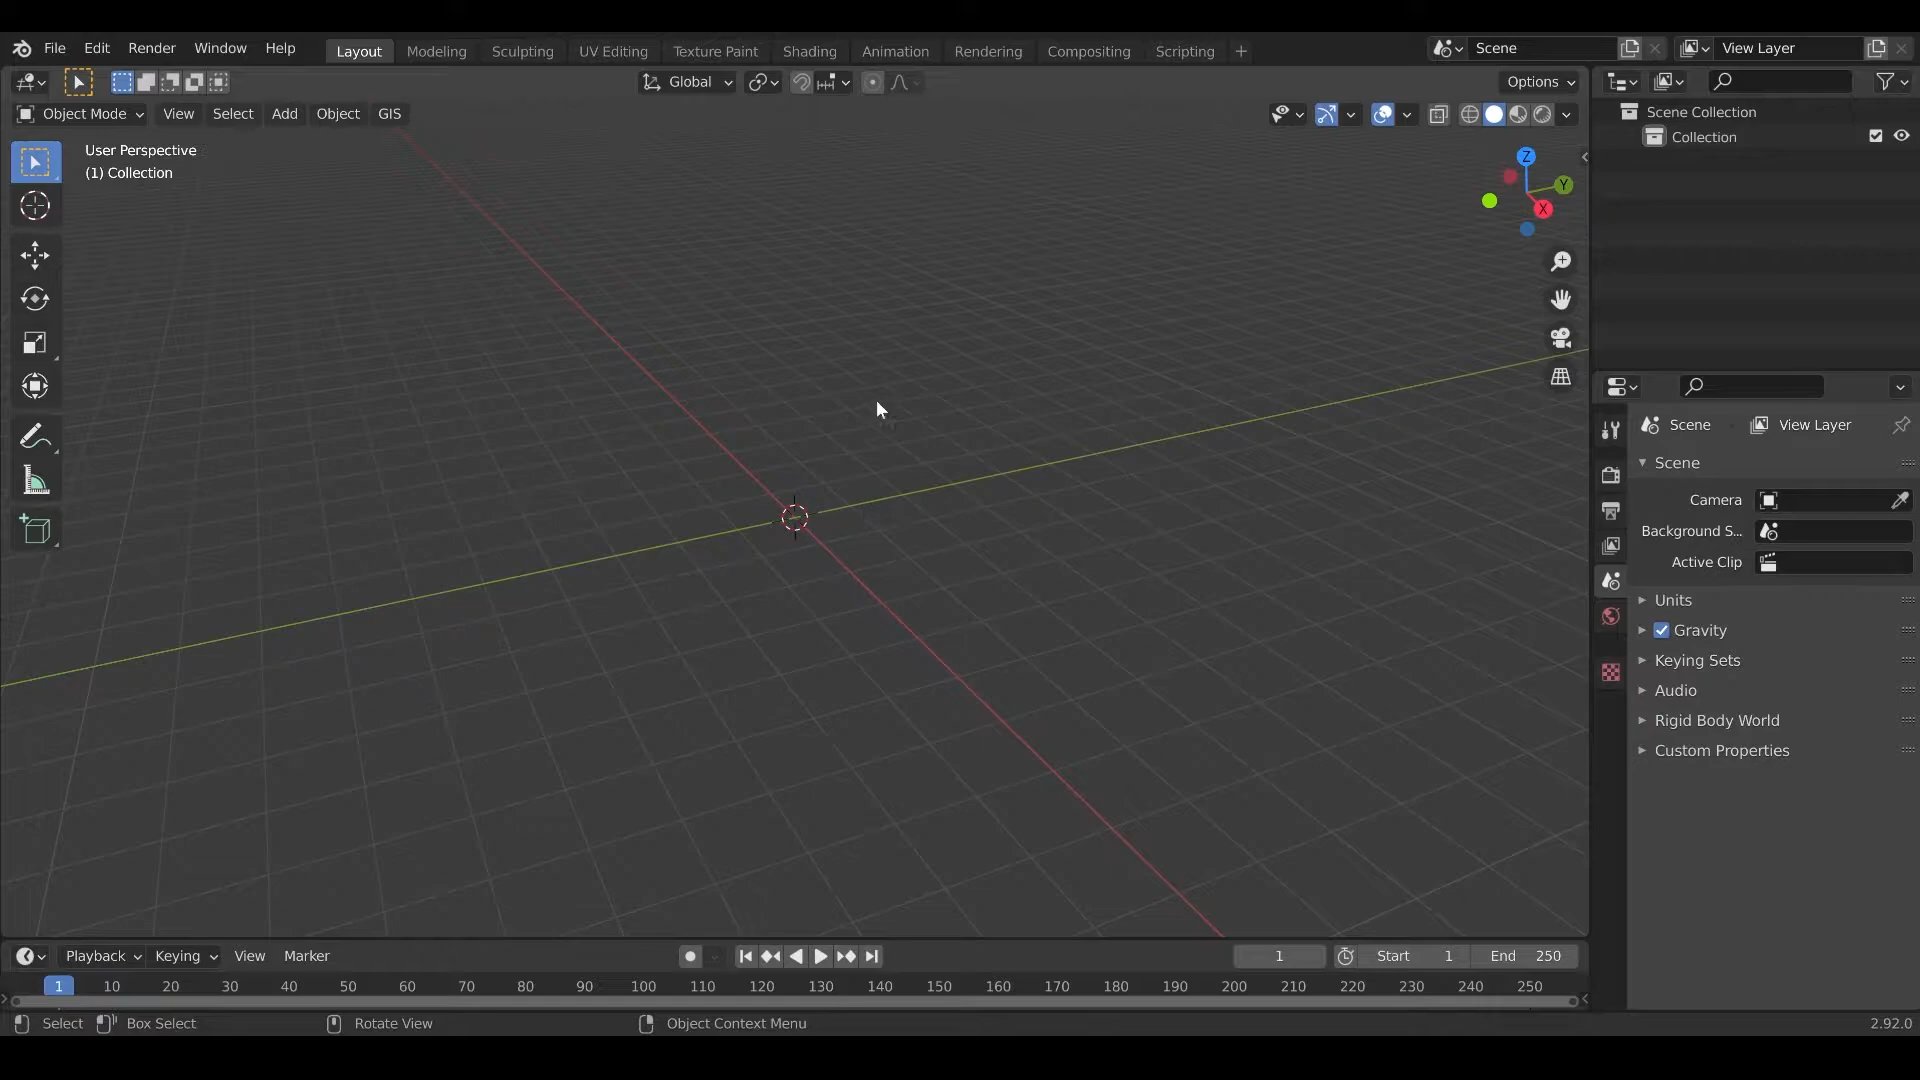 File Edit Render Window Help Layout Modeling Sculpting UV Editing Texture Paint Shading Animation Rendering Compositing Scripting + Scene View Layer
Global Options
Object Mode View Select Add Object GIS
Scene Collection
Collection
User Perspective
(1) Collection
Z
Y
X
Scene View Layer
Scene
Camera
Background S...
Active Clip
Units
Gravity
Keying Sets
Audio
Rigid Body World
Custom Properties
Playback Keying View Marker 1 Start 1 End 250
1 10 20 30 40 50 60 70 80 90 100 110 120 130 140 150 160 170 180 190 200 210 220 230 240 250
Select Box Select Rotate View Object Context Menu 2.92.0